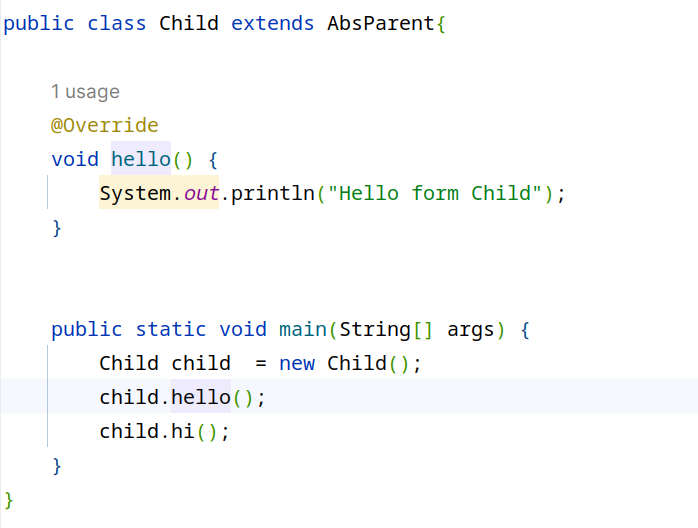 public class Child extends AbsParent{
1 usage
@Override
void hello() {
System.out.println("Hello form Child");
}
public static void main(String[] args) {
Child child  = new Child();
child.hello();
child.hi();
}
}